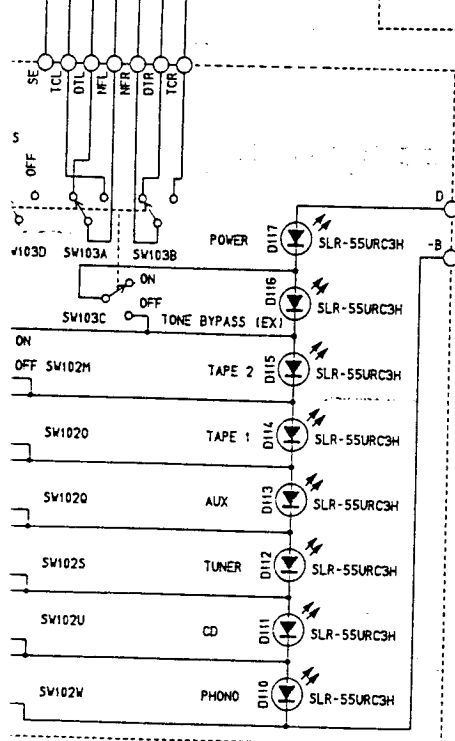 SE
TCL
DTL
NFL
NFR
DTR
TCR
S
OFF
D
SW103A SW103B
POWER D117 SLR-55URC3H
-B
ON
OFF
D116 SLR-55URC3H
SW103C
TONE BYPASS (EX)
ON
OFF SW102M TAPE 2 D115 SLR-55URC3H
SW102O TAPE 1 D114 SLR-55URC3H
SW102Q AUX D113 SLR-55URC3H
SW102S TUNER D112 SLR-55URC3H
SW102U CD D111 SLR-55URC3H
SW102W PHONO D110 SLR-55URC3H